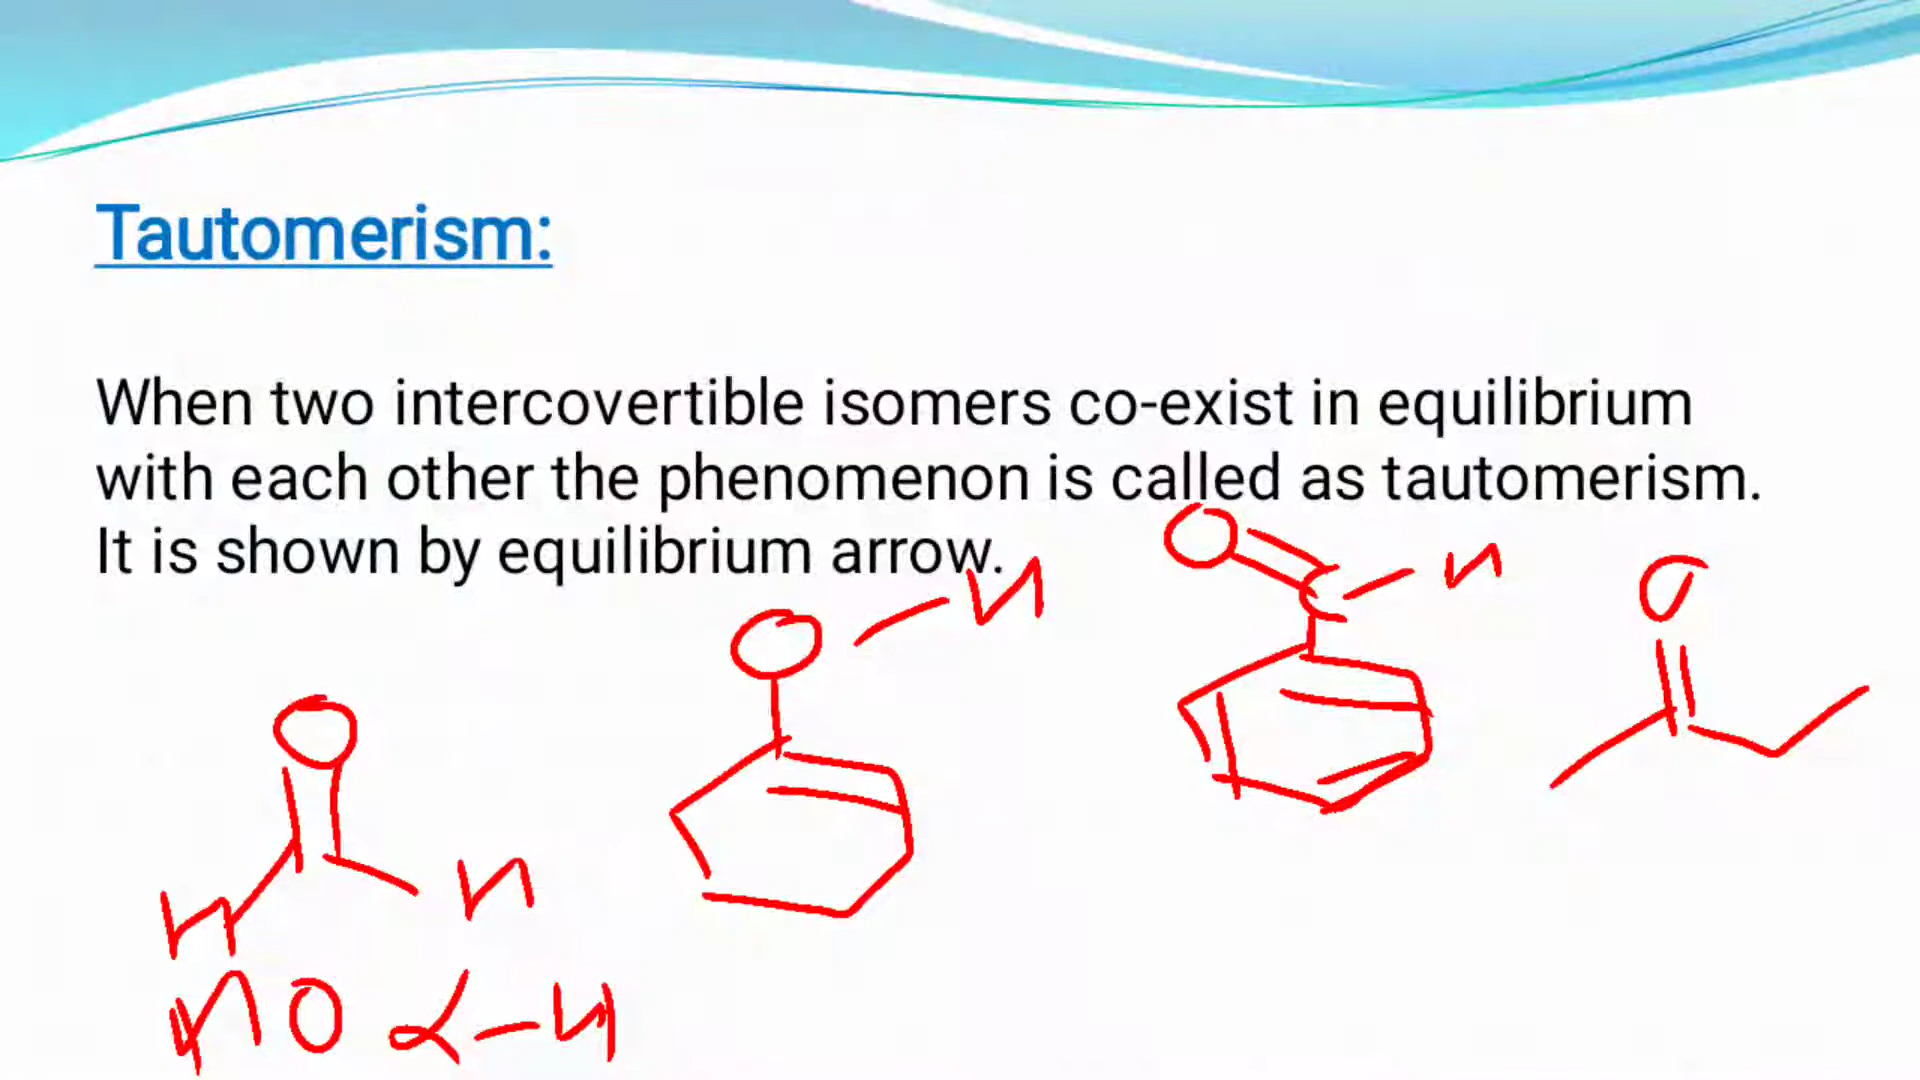 Tautomerism:
When two intercovertible isomers co-exist in equilibrium
with each other the phenomenon is called as tautomerism.
It is shown by equilibrium arrow.
O
O H
O C H
O
H H
NO α-H